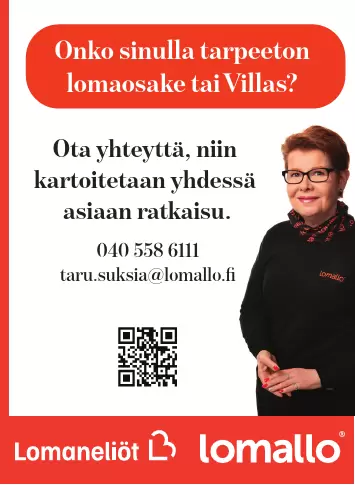 Onko sinulla tarpeeton
lomaosake tai Villas?
Ota yhteyttä, niin
kartoitetaan yhdessä
asiaan ratkaisu.
040 558 6111
taru.suksia@lomallo.fi
lomallo
Lomaneliöt lomallo®